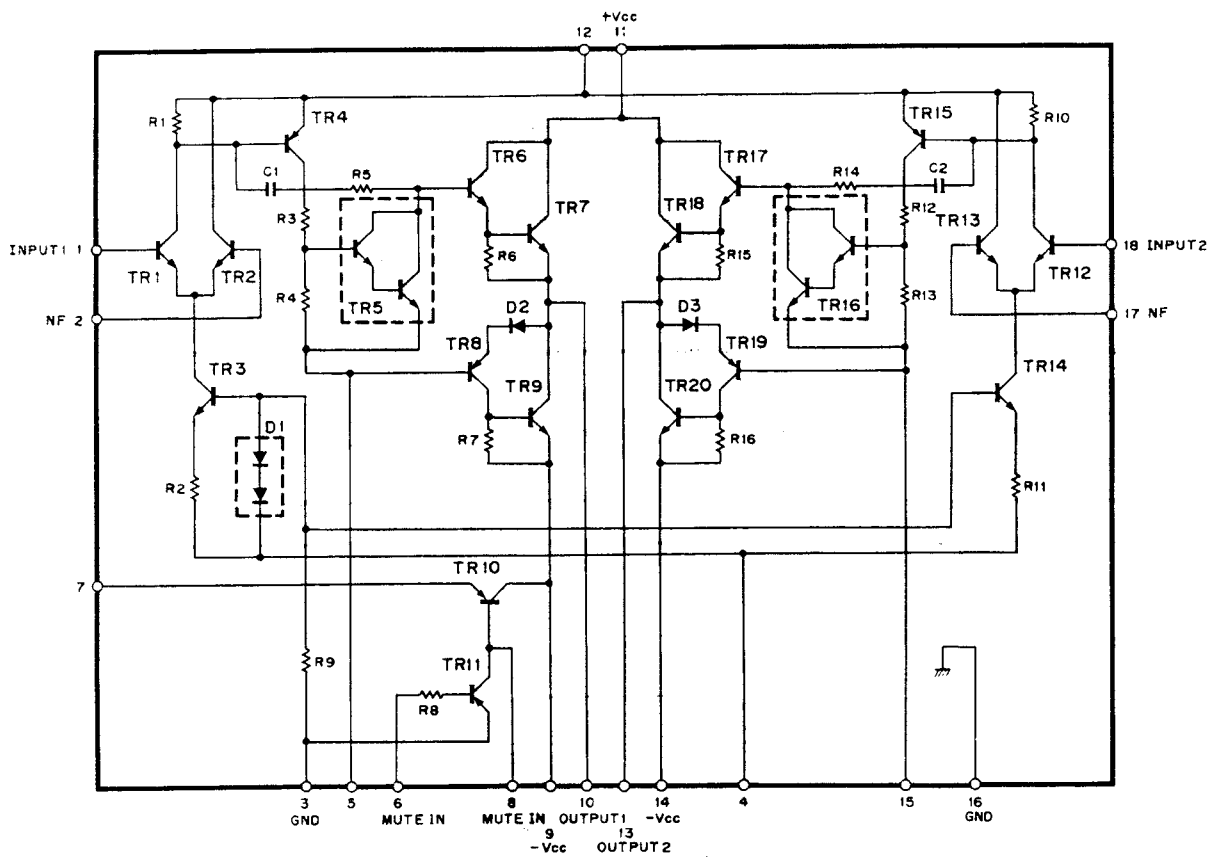 +Vcc
12 11
R1
TR4
TR15
R10
TR6
TR17
C1
R5
R14
C2
R3
TR7
TR18
R12
TR13
INPUT1 1
18 INPUT2
TR1
TR2
R6
R15
TR12
R4
TR5
TR16
R13
NF 2
17 NF
D2
D3
TR8
TR19
TR3
TR9
TR20
TR14
D1
R7
R16
R2
R11
7
TR10
R9
TR11
R8
3 5 6 8 10 14 4 15 16
GND MUTE IN MUTE IN OUTPUT1 -Vcc GND
9 13
-Vcc OUTPUT2